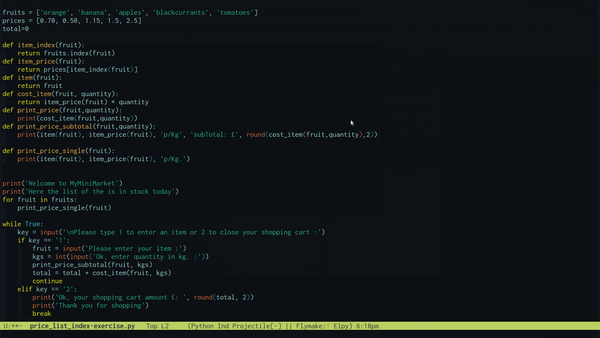 fruits = ['orange', 'banana', 'apples', 'blackcurrants', 'tomatoes']
prices = [0.70, 0.50, 1.15, 1.5, 2.5]
total=0

def item_index(fruit):
    return fruits.index(fruit)
def item_price(fruit):
    return prices[item_index(fruit)]
def item(fruit):
    return fruit
def cost_item(fruit, quantity):
    return item_price(fruit) * quantity
def print_price(fruit,quantity):
    print(cost_item(fruit,quantity))
def print_price_subtotal(fruit,quantity):
    print(item(fruit), item_price(fruit), 'p/Kg', 'subTotal: £', round(cost_item(fruit,quantity),2))

def print_price_single(fruit):
    print(item(fruit), item_price(fruit), 'p/Kg.')

print('Welcome to MyMiniMarket')
print('Here the list of the is in stock today')
for fruit in fruits:
    print_price_single(fruit)

while True:
    key = input('\nPlease type 1 to enter an item or 2 to close your shopping cart :')
    if key == '1':
        fruit = input('Please enter your item :')
        kgs = int(input('Ok, enter quantity in kg. :'))
        print_price_subtotal(fruit, kgs)
        total = total + cost_item(fruit, kgs)
        continue
    elif key == '2':
        print('Ok, your shopping cart amount £: ', round(total, 2))
        print('Thank you for shopping')
        break
U:**-  price_list_index-exercise.py   Top L2   (Python Ind Projectile[-] || Flymake: Elpy) 6:18pm